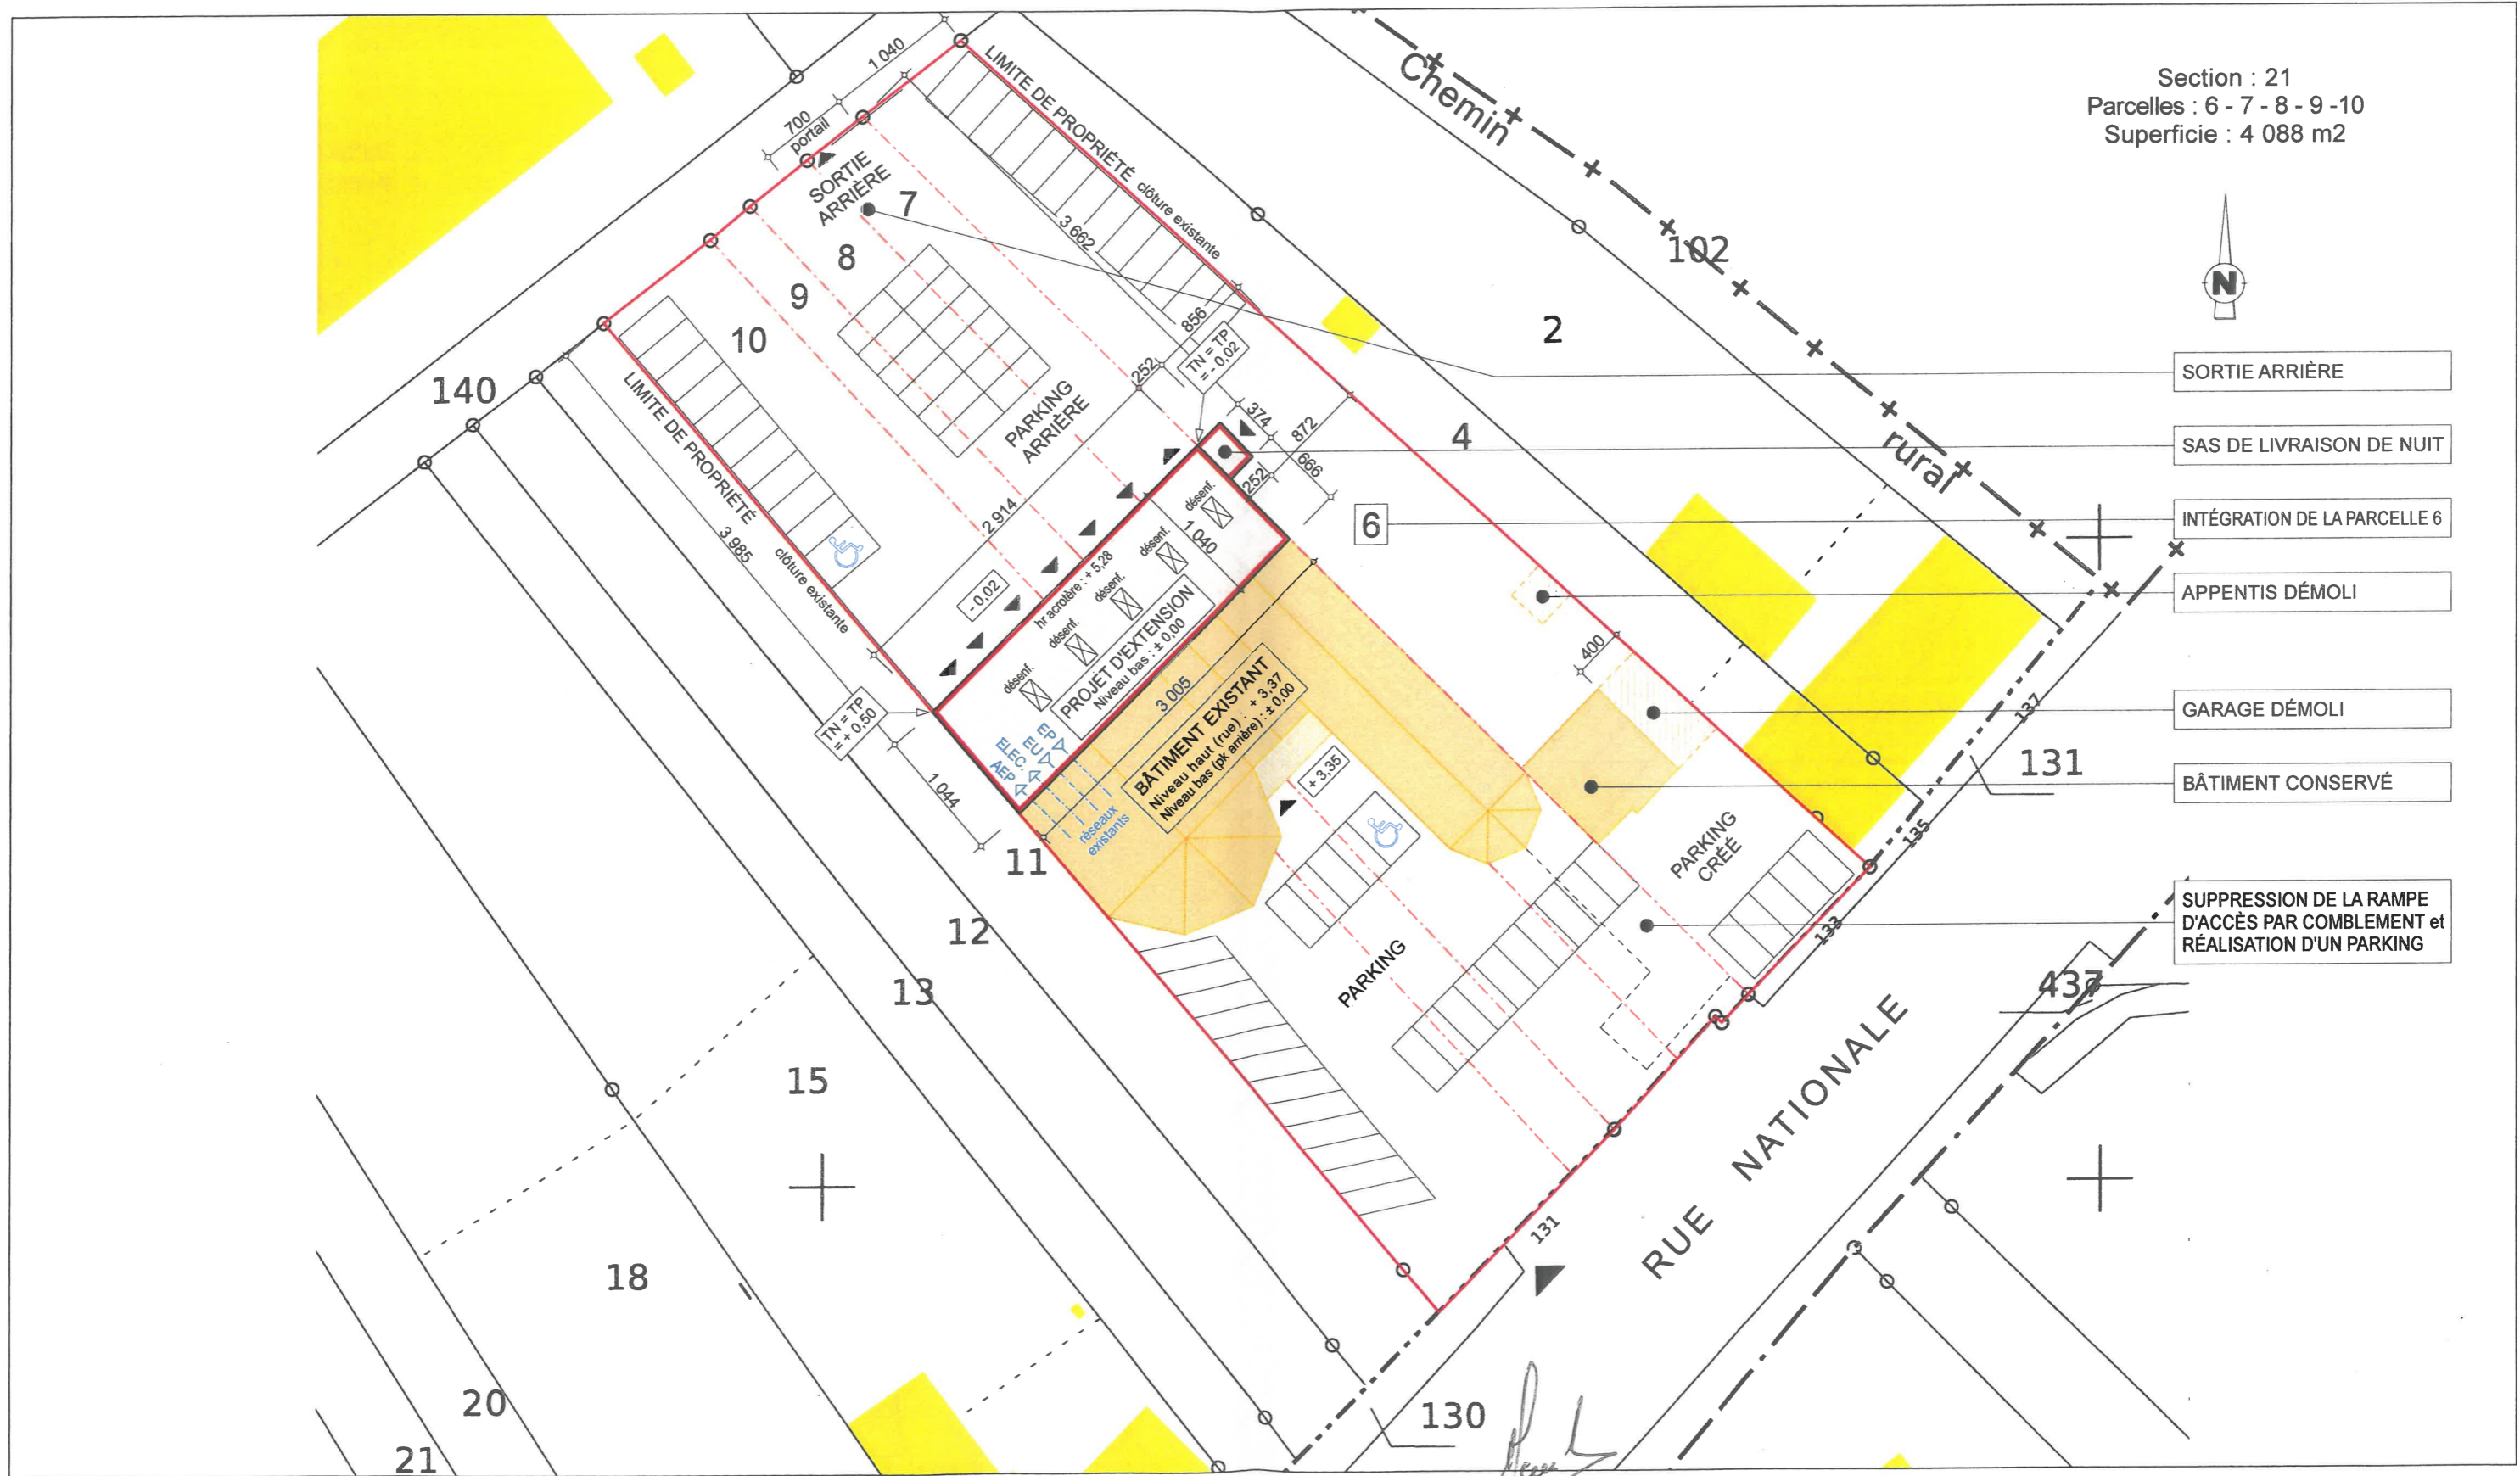 Section : 21
Parcelles : 6 - 7 - 8 - 9 -10
Superficie : 4 088 m2
N
SORTIE ARRIÈRE
SAS DE LIVRAISON DE NUIT
INTÉGRATION DE LA PARCELLE 6
APPENTIS DÉMOLI
GARAGE DÉMOLI
BÂTIMENT CONSERVÉ
SUPPRESSION DE LA RAMPE
D'ACCÈS PAR COMBLEMENT et
RÉALISATION D'UN PARKING
Chemin
rural
102
2
4
6
1 040
700
portail
LIMITE DE PROPRIÉTÉ clôture existante
SORTIE
ARRIÈRE
7
8
9
10
3 662
856
252
TN = TP
= - 0,02
374
872
666
252
140
LIMITE DE PROPRIÉTÉ
clôture existante
3 985
PARKING
ARRIÈRE
2 914
- 0,02
hr acrotère : + 5,28
désenf.
désenf.
désenf.
désenf.
désenf.
1 040
PROJET D'EXTENSION
Niveau bas : ± 0,00
3 005
BÂTIMENT EXISTANT
Niveau haut (rue) : + 3,37
Niveau bas (pk arrière) : ± 0,00
TN = TP
= + 0,50
1 044
EP
EU
ELEC.
AEP
réseaux
existants
+ 3,35
400
PARKING
CRÉÉ
PARKING
137
131
135
133
437
RUE NATIONALE
131
130
11
12
13
15
18
20
21